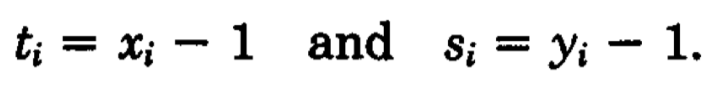 tᵢ = xᵢ − 1 and sᵢ = yᵢ − 1.